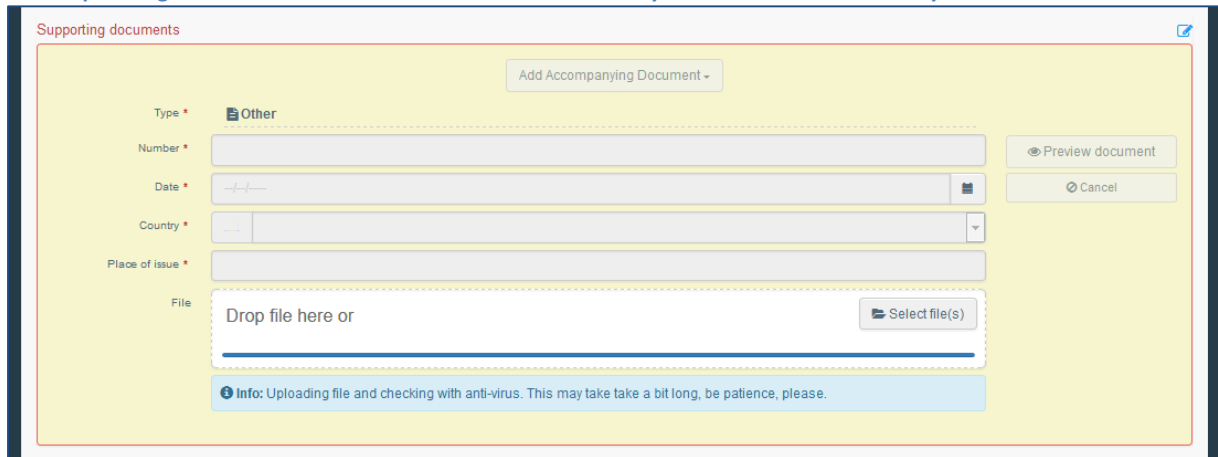 Supporting documents
Add Accompanying Document
Type *
Other
Number *
Preview document
Date *
--/--/----
Cancel
Country *
Place of issue *
File
Drop file here or
Select file(s)
Info: Uploading file and checking with anti-virus. This may take take a bit long, be patience, please.